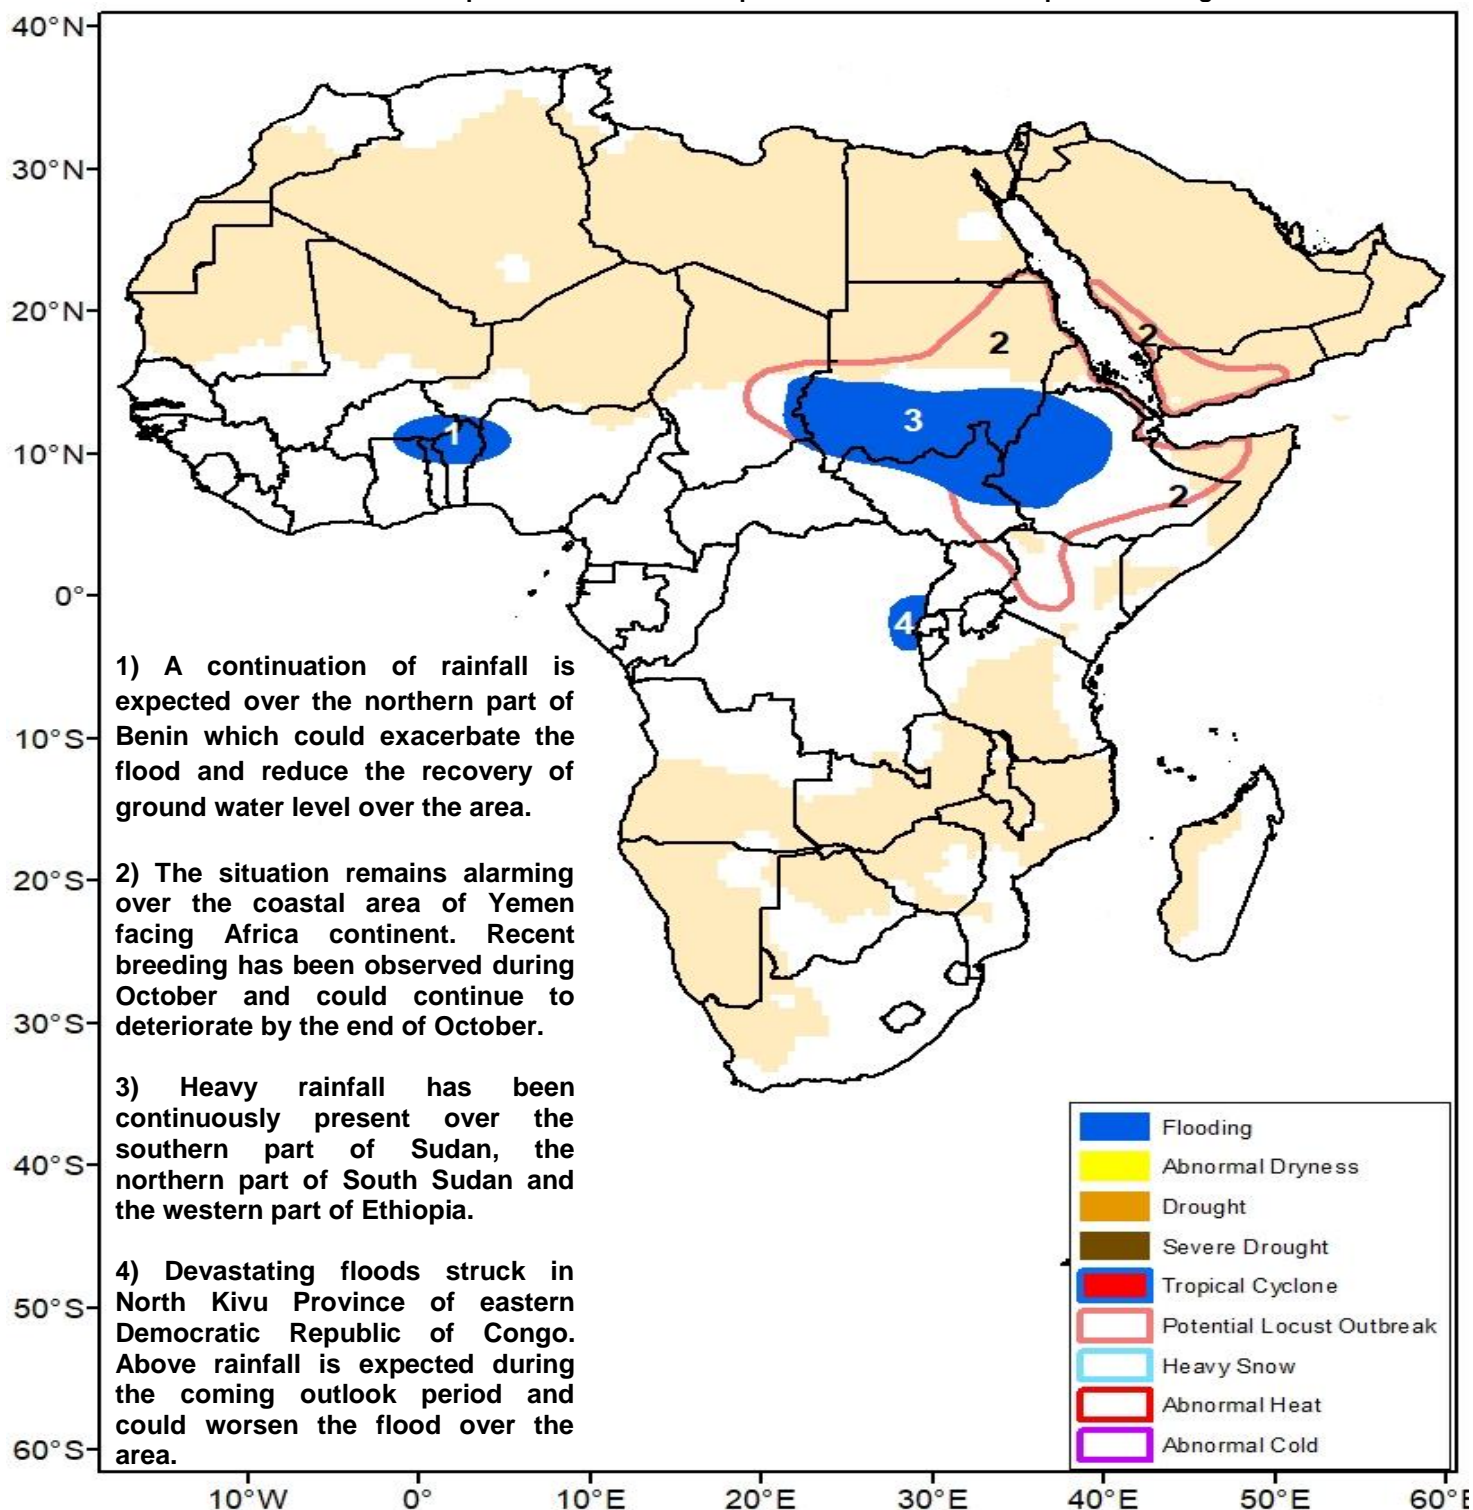 40°N
30°N
20°N
10°N
0°
10°S
20°S
30°S
40°S
50°S
60°S
10°W 0° 10°E 20°E 30°E 40°E 50°E 60°E
1
2
2
2
3
4
1) A continuation of rainfall is
expected over the northern part of
Benin which could exacerbate the
flood and reduce the recovery of
ground water level over the area.
2) The situation remains alarming
over the coastal area of Yemen
facing Africa continent. Recent
breeding has been observed during
October and could continue to
deteriorate by the end of October.
3) Heavy rainfall has been
continuously present over the
southern part of Sudan, the
northern part of South Sudan and
the western part of Ethiopia.
4) Devastating floods struck in
North Kivu Province of eastern
Democratic Republic of Congo.
Above rainfall is expected during
the coming outlook period and
could worsen the flood over the
area.
Flooding
Abnormal Dryness
Drought
Severe Drought
Tropical Cyclone
Potential Locust Outbreak
Heavy Snow
Abnormal Heat
Abnormal Cold